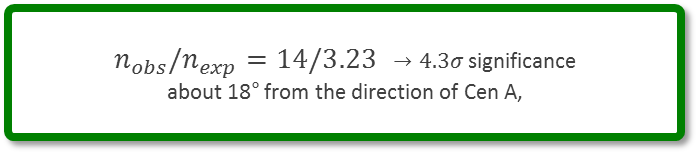 n_obs/n_exp = 14/3.23 → 4.3σ significance
about 18° from the direction of Cen A,